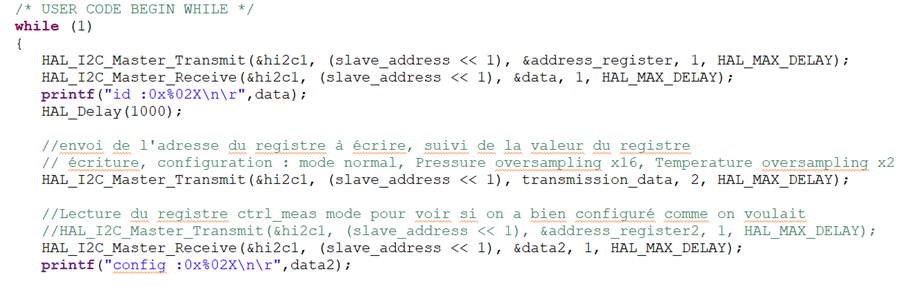 /* USER CODE BEGIN WHILE */
while (1)
{
HAL_I2C_Master_Transmit(&hi2c1, (slave_address << 1), &address_register, 1, HAL_MAX_DELAY);
HAL_I2C_Master_Receive(&hi2c1, (slave_address << 1), &data, 1, HAL_MAX_DELAY);
printf("id :0x%02X\n\r",data);
HAL_Delay(1000);
//envoi de l'adresse du registre à écrire, suivi de la valeur du registre
// écriture, configuration : mode normal, Pressure oversampling x16, Temperature oversampling x2
HAL_I2C_Master_Transmit(&hi2c1, (slave_address << 1), transmission_data, 2, HAL_MAX_DELAY);
//Lecture du registre ctrl_meas mode pour voir si on a bien configuré comme on voulait
//HAL_I2C_Master_Transmit(&hi2c1, (slave_address << 1), &address_register2, 1, HAL_MAX_DELAY);
HAL_I2C_Master_Receive(&hi2c1, (slave_address << 1), &data2, 1, HAL_MAX_DELAY);
printf("config :0x%02X\n\r",data2);